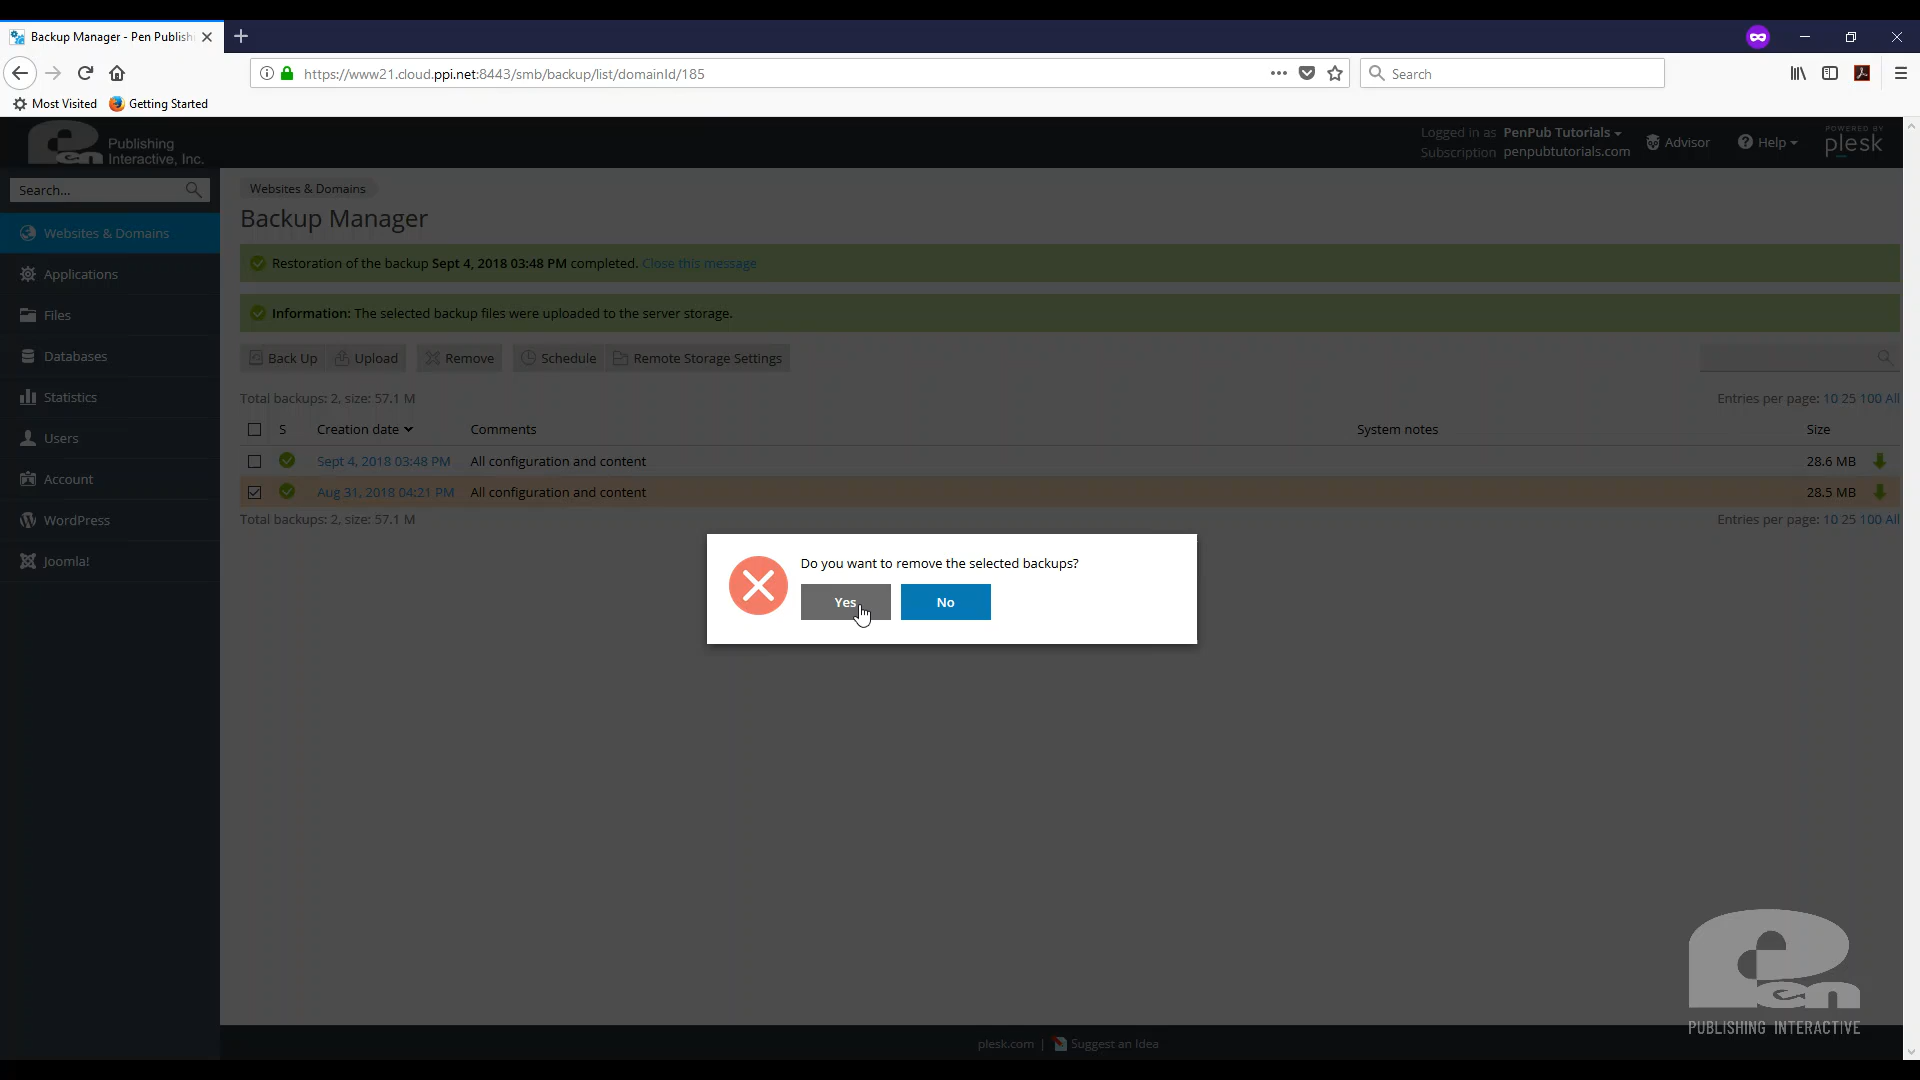 Backup Manager - Pen Publish
https://www21.cloud.ppi.net:8443/smb/backup/list/domainId/185
Search
Most Visited
Getting Started
Pen Publishing
Interactive, Inc.
Logged in as PenPub Tutorials
Subscription penpubtutorials.com
Advisor
Help
POWERED BY
plesk
Search...
Websites & Domains
Applications
Files
Databases
Statistics
Users
Account
WordPress
Joomla!
Websites & Domains
Backup Manager
Restoration of the backup Sept 4, 2018 03:48 PM completed. Close this message
Information: The selected backup files were uploaded to the server storage.
Back Up Upload Remove Schedule Remote Storage Settings
Total backups: 2, size: 57.1 M Entries per page: 10 25 100 All
S Creation date Comments System notes Size
Sept 4, 2018 03:48 PM All configuration and content 28.6 MB
Aug 31, 2018 04:21 PM All configuration and content 28.5 MB
Total backups: 2, size: 57.1 M Entries per page: 10 25 100 All
Do you want to remove the selected backups?
Yes No
Pen
PUBLISHING INTERACTIVE
plesk.com | Suggest an Idea